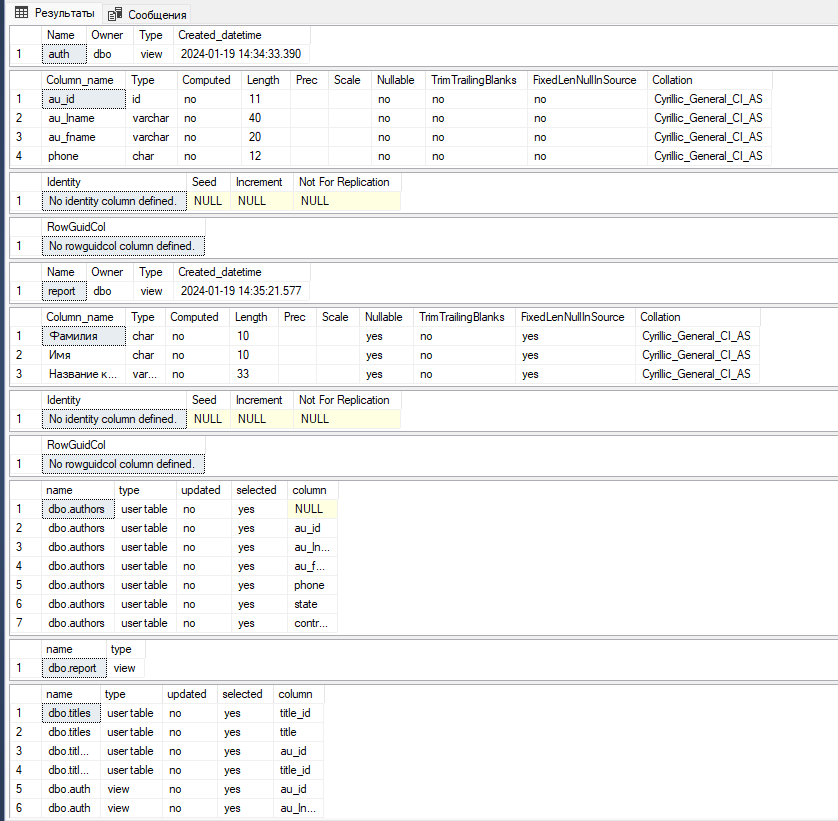 Результаты Сообщения
Name Owner Type Created_datetime
1 auth dbo view 2024-01-19 14:34:33.390
Column_name Type Computed Length Prec Scale Nullable TrimTrailingBlanks FixedLenNullInSource Collation
1 au_id id no 11 no no no Cyrillic_General_CI_AS
2 au_lname varchar no 40 no no no Cyrillic_General_CI_AS
3 au_fname varchar no 20 no no no Cyrillic_General_CI_AS
4 phone char no 12 no no no Cyrillic_General_CI_AS
Identity Seed Increment Not For Replication
1 No identity column defined. NULL NULL NULL
RowGuidCol
1 No rowguidcol column defined.
Name Owner Type Created_datetime
1 report dbo view 2024-01-19 14:35:21.577
Column_name Type Computed Length Prec Scale Nullable TrimTrailingBlanks FixedLenNullInSource Collation
1 Фамилия char no 10 yes no yes Cyrillic_General_CI_AS
2 Имя char no 10 yes no yes Cyrillic_General_CI_AS
3 Название к... var... no 33 yes no yes Cyrillic_General_CI_AS
Identity Seed Increment Not For Replication
1 No identity column defined. NULL NULL NULL
RowGuidCol
1 No rowguidcol column defined.
name type updated selected column
1 dbo.authors user table no yes NULL
2 dbo.authors user table no yes au_id
3 dbo.authors user table no yes au_ln...
4 dbo.authors user table no yes au_f...
5 dbo.authors user table no yes phone
6 dbo.authors user table no yes state
7 dbo.authors user table no yes contr...
name type
1 dbo.report view
name type updated selected column
1 dbo.titles user table no yes title_id
2 dbo.titles user table no yes title
3 dbo.titl... user table no yes au_id
4 dbo.titl... user table no yes title_id
5 dbo.auth view no yes au_id
6 dbo.auth view no yes au_ln...